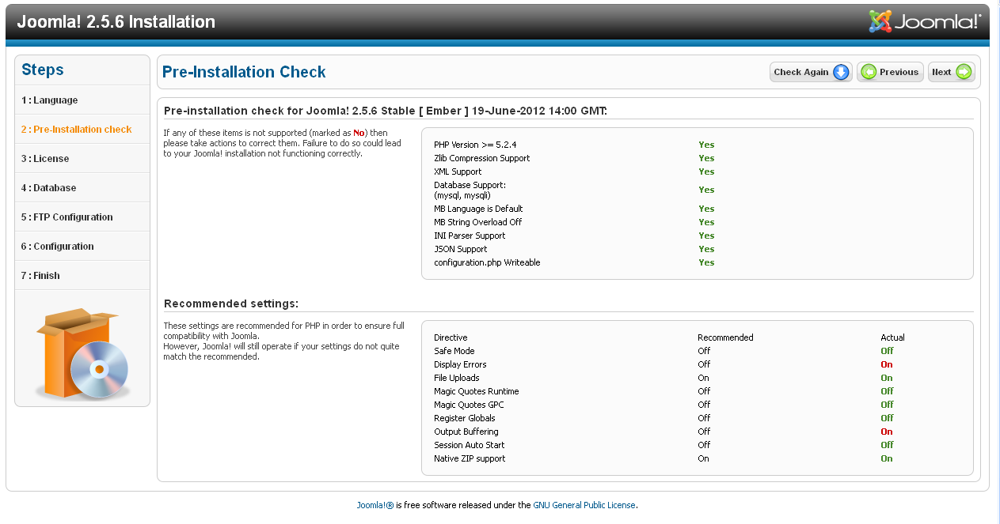 Joomla! 2.5.6 Installation
Joomla!®
Steps
1 : Language
2 : Pre-Installation check
3 : License
4 : Database
5 : FTP Configuration
6 : Configuration
7 : Finish
Pre-Installation Check
Check Again
Previous
Next
Pre-installation check for Joomla! 2.5.6 Stable [ Ember ] 19-June-2012 14:00 GMT:
If any of these items is not supported (marked as No) then
please take actions to correct them. Failure to do so could lead
to your Joomla! installation not functioning correctly.
PHP Version >= 5.2.4 Yes
Zlib Compression Support Yes
XML Support Yes
Database Support:
(mysql, mysqli) Yes
MB Language is Default Yes
MB String Overload Off Yes
INI Parser Support Yes
JSON Support Yes
configuration.php Writeable Yes
Recommended settings:
These settings are recommended for PHP in order to ensure full
compatibility with Joomla.
However, Joomla! will still operate if your settings do not quite
match the recommended.
Directive Recommended Actual
Safe Mode Off Off
Display Errors Off On
File Uploads On On
Magic Quotes Runtime Off Off
Magic Quotes GPC Off Off
Register Globals Off Off
Output Buffering Off On
Session Auto Start Off Off
Native ZIP support On On
Joomla!® is free software released under the GNU General Public License.